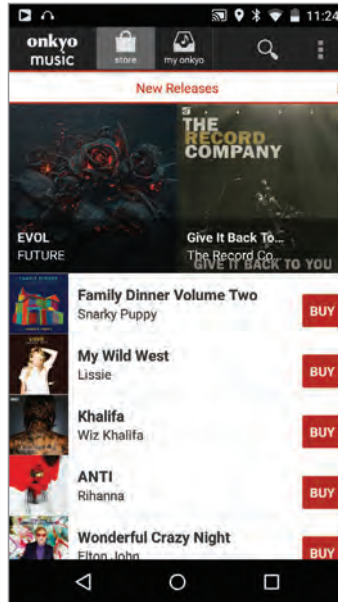 11:24
onkyo
music
store
my onkyo
New Releases
THE
RECORD
COMPANY
EVOL
FUTURE
Give It Back To...
The Record Co...
GIVE IT BACK TO YOU
Family Dinner Volume Two
Snarky Puppy
BUY
My Wild West
Lissie
BUY
Khalifa
Wiz Khalifa
BUY
ANTI
Rihanna
BUY
Wonderful Crazy Night
Elton John
BUY